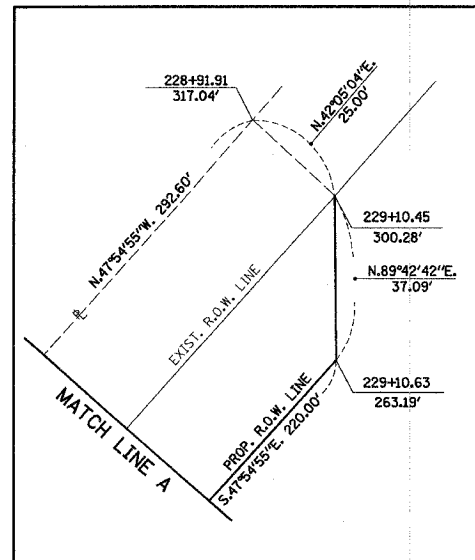 228+91.91
317.04'
N.42°05'04"E.
25.00'
N.47°54'55"W. 292.60'
229+10.45
300.28'
EXIST. R.O.W. LINE
N.89°42'42"E.
37.09'
229+10.63
263.19'
PROP. R.O.W. LINE
S.47°54'55"E. 220.00'
MATCH LINE A